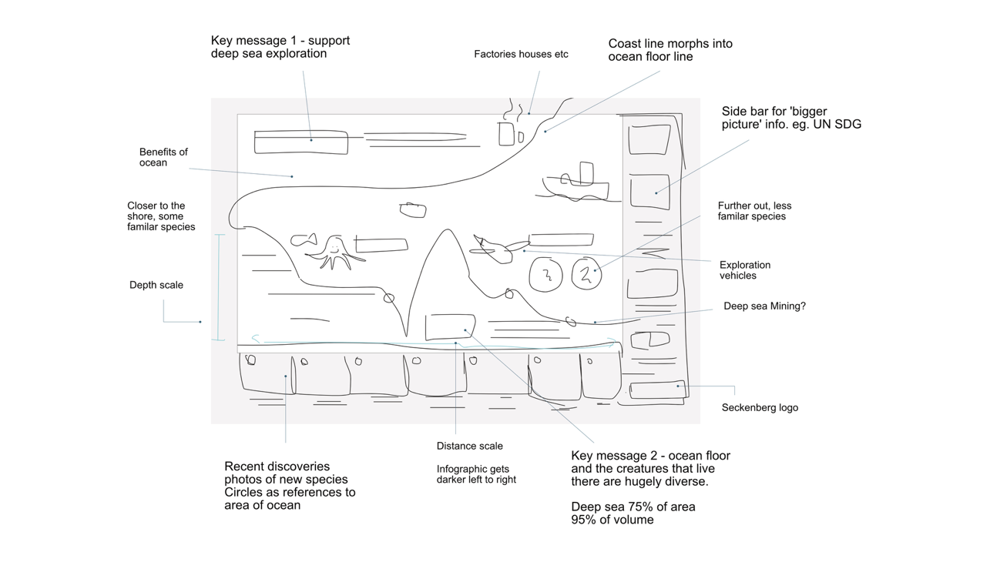 Key message 1 - support
deep sea exploration
Factories houses etc
Coast line morphs into
ocean floor line
Side bar for 'bigger
picture' info. eg. UN SDG
Benefits of
ocean
Closer to the
shore, some
familar species
Further out, less
familar species
Exploration
vehicles
3
2
Depth scale
Deep sea Mining?
Seckenberg logo
Distance scale
Infographic gets
darker left to right
Key message 2 - ocean floor
and the creatures that live
there are hugely diverse.
Deep sea 75% of area
95% of volume
Recent discoveries
photos of new species
Circles as references to
area of ocean